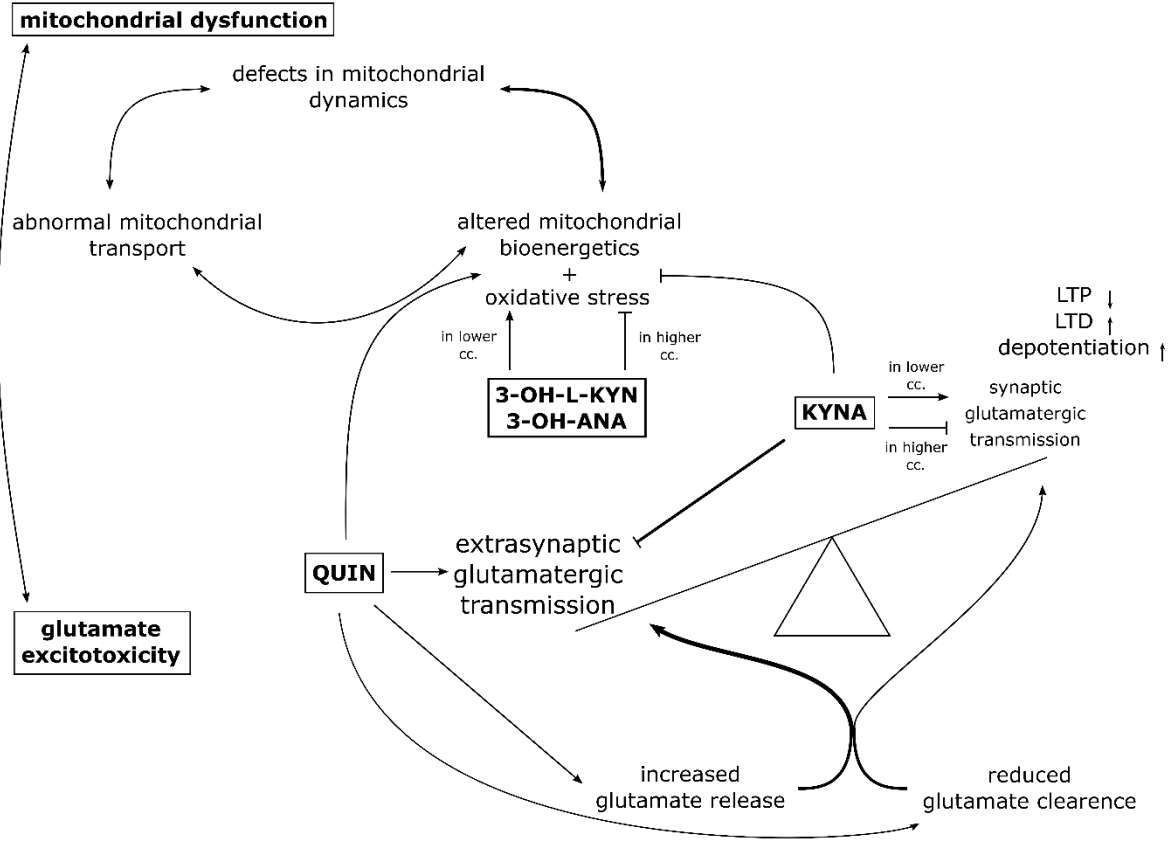 mitochondrial dysfunction
defects in mitochondrial
dynamics
abnormal mitochondrial
transport
altered mitochondrial
bioenergetics
+
oxidative stress
in lower
cc.
in higher
cc.
3-OH-L-KYN
3-OH-ANA
LTP ↓
LTD ↑
depotentiation ↑
KYNA
in lower
cc.
in higher
cc.
synaptic
glutamatergic
transmission
QUIN
extrasynaptic
glutamatergic
transmission
glutamate
excitotoxicity
increased
glutamate release
reduced
glutamate clearence